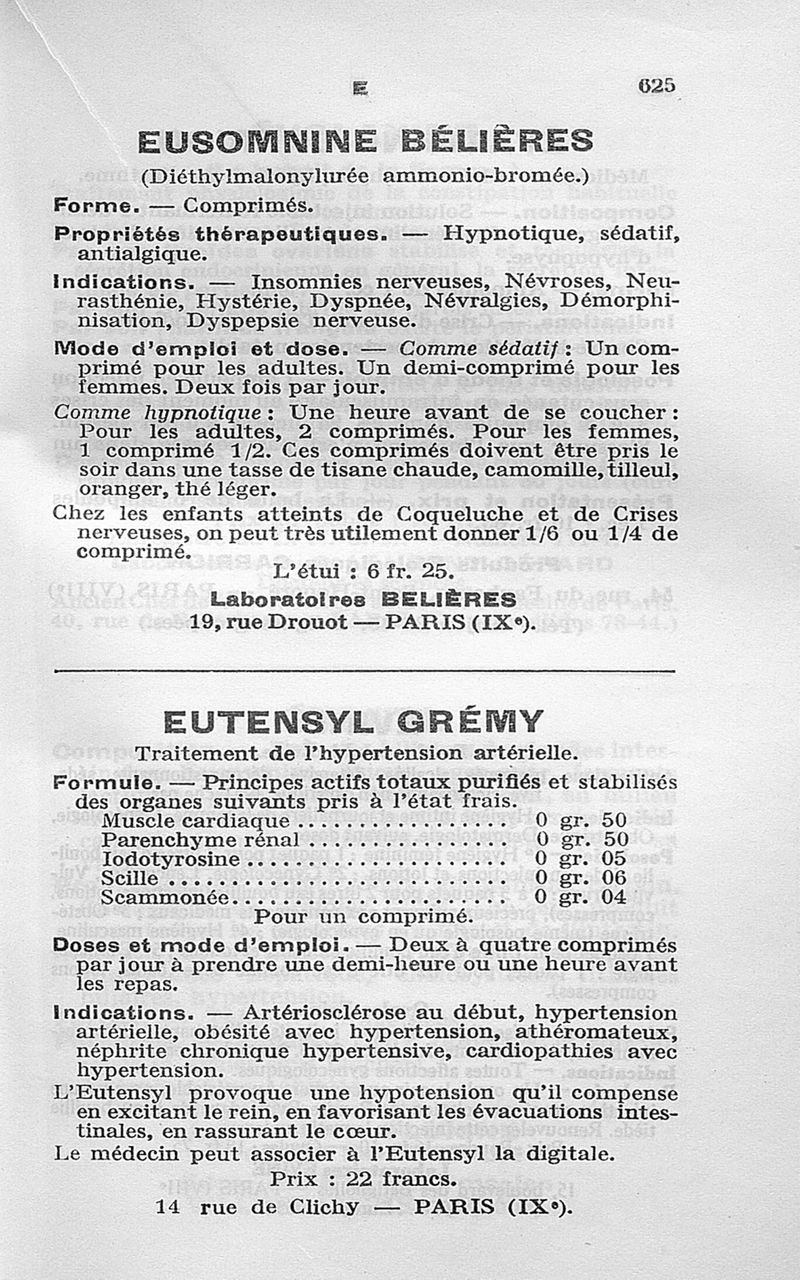 E 625
EUSOMNINE BÉLIÈRES
(Diéthylmalonylurée ammonio-bromée.)
Forme. — Comprimés.
Propriétés thérapeutiques. — Hypnotique, sédatif,
antialgique.
Indications. — Insomnies nerveuses, Névroses, Neu-
rasthénie, Hystérie, Dyspnée, Névralgies, Démorphi-
nisation, Dyspepsie nerveuse.
Mode d'emploi et dose. — Comme sédatif : Un com-
primé pour les adultes. Un demi-comprimé pour les
femmes. Deux fois par jour.
Comme hypnotique : Une heure avant de se coucher :
Pour les adultes, 2 comprimés. Pour les femmes,
1 comprimé 1/2. Ces comprimés doivent être pris le
soir dans une tasse de tisane chaude, camomille, tilleul,
oranger, thé léger.
Chez les enfants atteints de Coqueluche et de Crises
nerveuses, on peut très utilement donner 1/6 ou 1/4 de
comprimé.
L'étui : 6 fr. 25.
Laboratoires BELIÈRES
19, rue Drouot — PARIS (IXe).
EUTENSYL GRÉMY
Traitement de l'hypertension artérielle.
Formule. — Principes actifs totaux purifiés et stabilisés
des organes suivants pris à l'état frais.
Muscle cardiaque .................. 0 gr. 50
Parenchyme rénal ................. 0 gr. 50
Iodotyrosine ...................... 0 gr. 05
Scille ............................ 0 gr. 06
Scammonée........................ 0 gr. 04
Pour un comprimé.
Doses et mode d'emploi. — Deux à quatre comprimés
par jour à prendre une demi-heure ou une heure avant
les repas.
Indications. — Artériosclérose au début, hypertension
artérielle, obésité avec hypertension, athéromateux,
néphrite chronique hypertensive, cardiopathies avec
hypertension.
L'Eutensyl provoque une hypotension qu'il compense
en excitant le rein, en favorisant les évacuations intes-
tinales, en rassurant le cœur.
Le médecin peut associer à l'Eutensyl la digitale.
Prix : 22 francs.
14 rue de Clichy — PARIS (IXe).